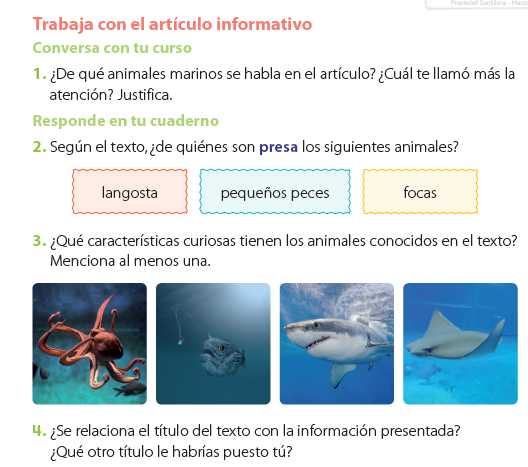 Propiedad Santillana - Marzo
Trabaja con el artículo informativo
Conversa con tu curso
1. ¿De qué animales marinos se habla en el artículo? ¿Cuál te llamó más la
atención? Justifica.
Responde en tu cuaderno
2. Según el texto, ¿de quiénes son presa los siguientes animales?
langosta pequeños peces focas
3. ¿Qué características curiosas tienen los animales conocidos en el texto?
Menciona al menos una.
4. ¿Se relaciona el título del texto con la información presentada?
¿Qué otro título le habrías puesto tú?